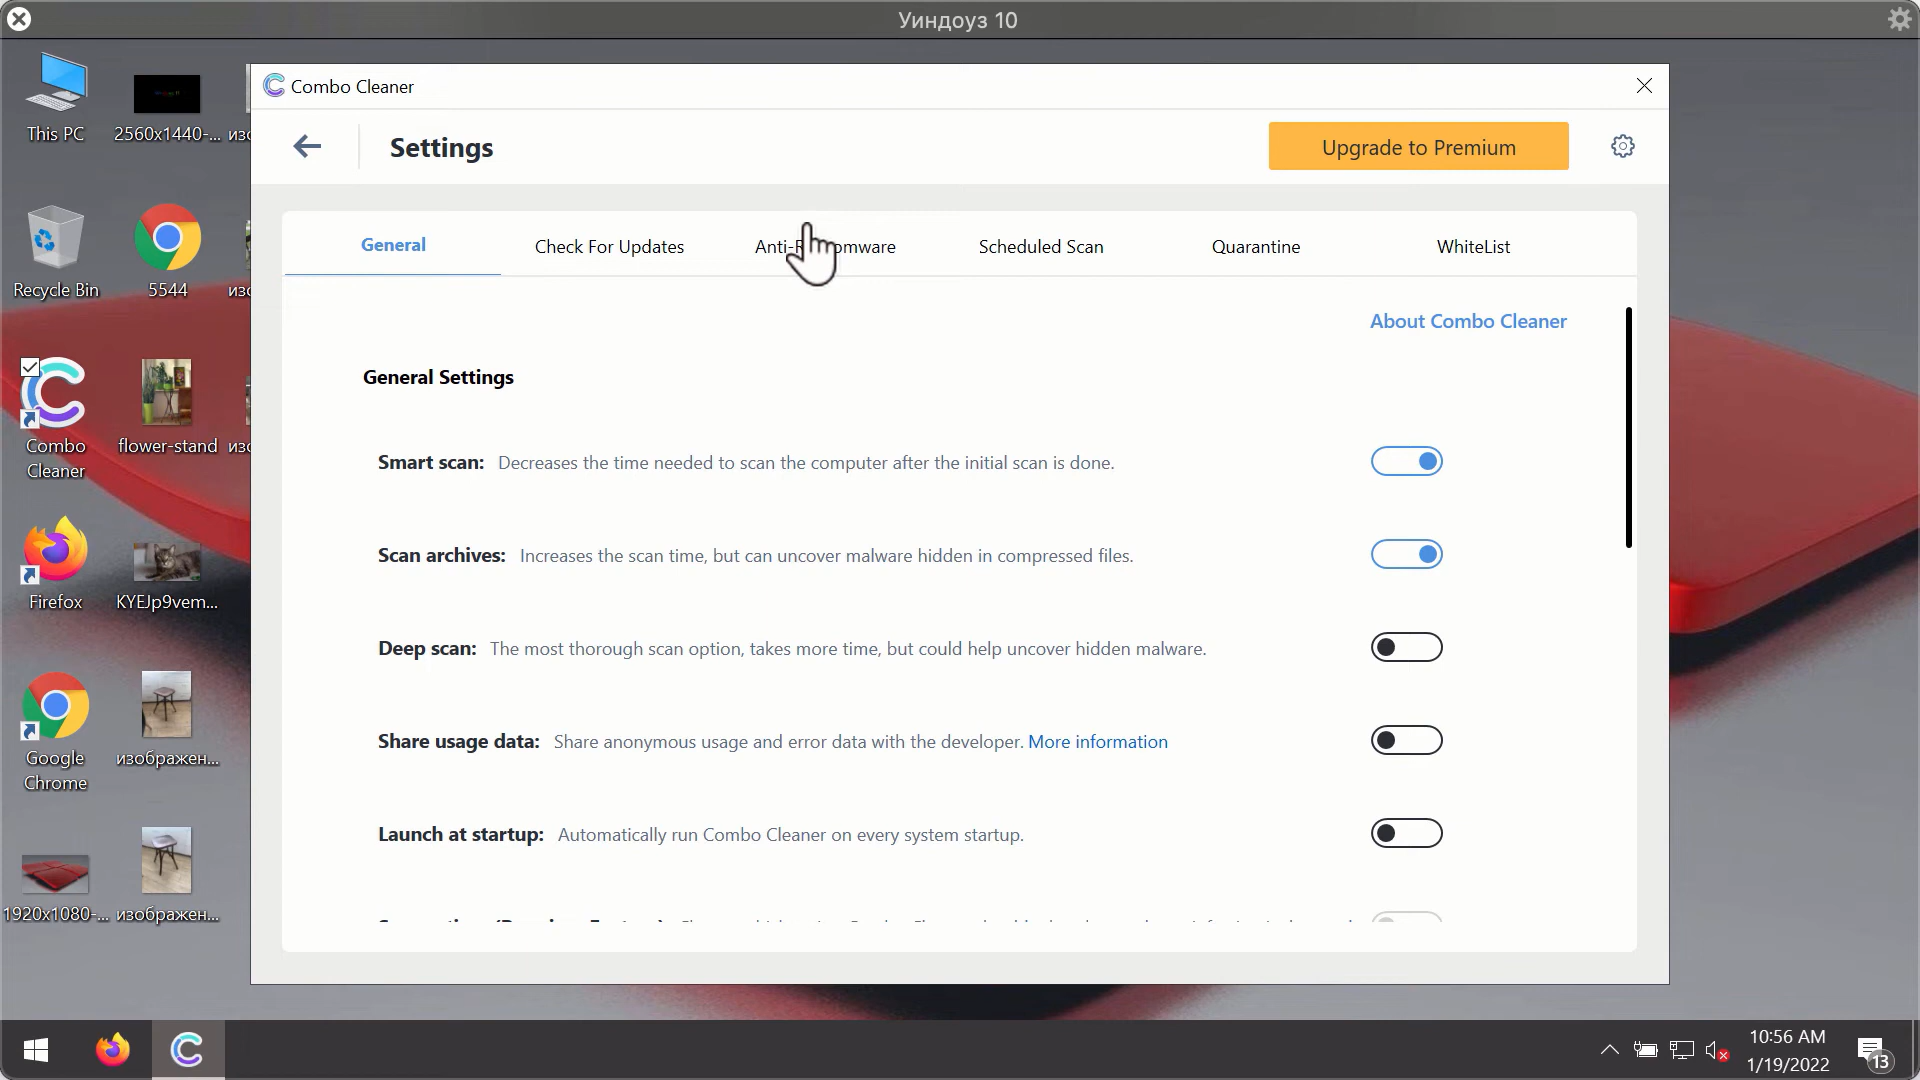 Уиндоуз 10
This PC
2560x1440-...
Recycle Bin
5544
Combo
Cleaner
flower-stand
Firefox
KYEJp9vem...
Google
Chrome
изображен...
1920x1080-...
изображен...
Combo Cleaner
Settings
Upgrade to Premium
General
Check For Updates
Scheduled Scan
Quarantine
WhiteList
About Combo Cleaner
General Settings
Smart scan: Decreases the time needed to scan the computer after the initial scan is done.
Scan archives: Increases the scan time, but can uncover malware hidden in compressed files.
Deep scan: The most thorough scan option, takes more time, but could help uncover hidden malware.
Share usage data: Share anonymous usage and error data with the developer. More information
Launch at startup: Automatically run Combo Cleaner on every system startup.
10:56 AM
1/19/2022
13